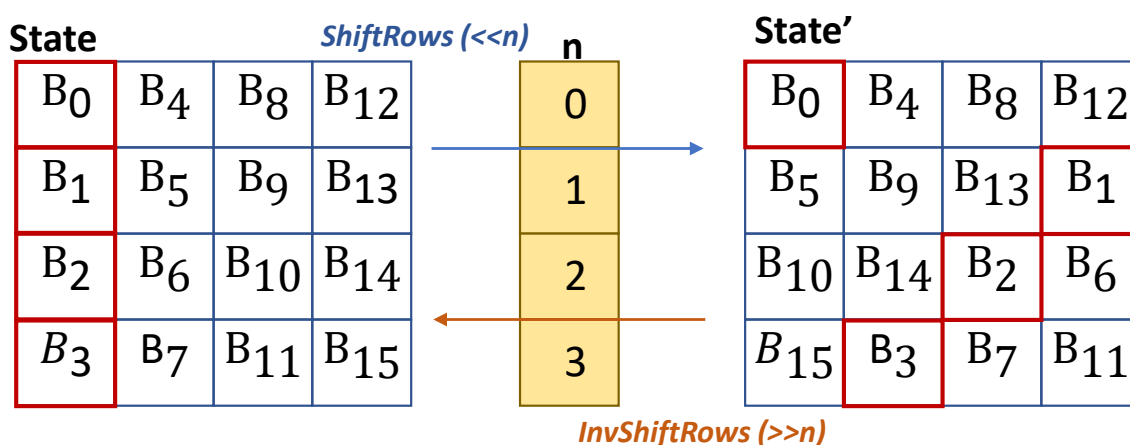 State ShiftRows (<<n) n State’
B0 B4 B8 B12 0 B0 B4 B8 B12
B1 B5 B9 B13 1 B5 B9 B13 B1
B2 B6 B10 B14 2 B10 B14 B2 B6
B3 B7 B11 B15 3 B15 B3 B7 B11
InvShiftRows (>>n)